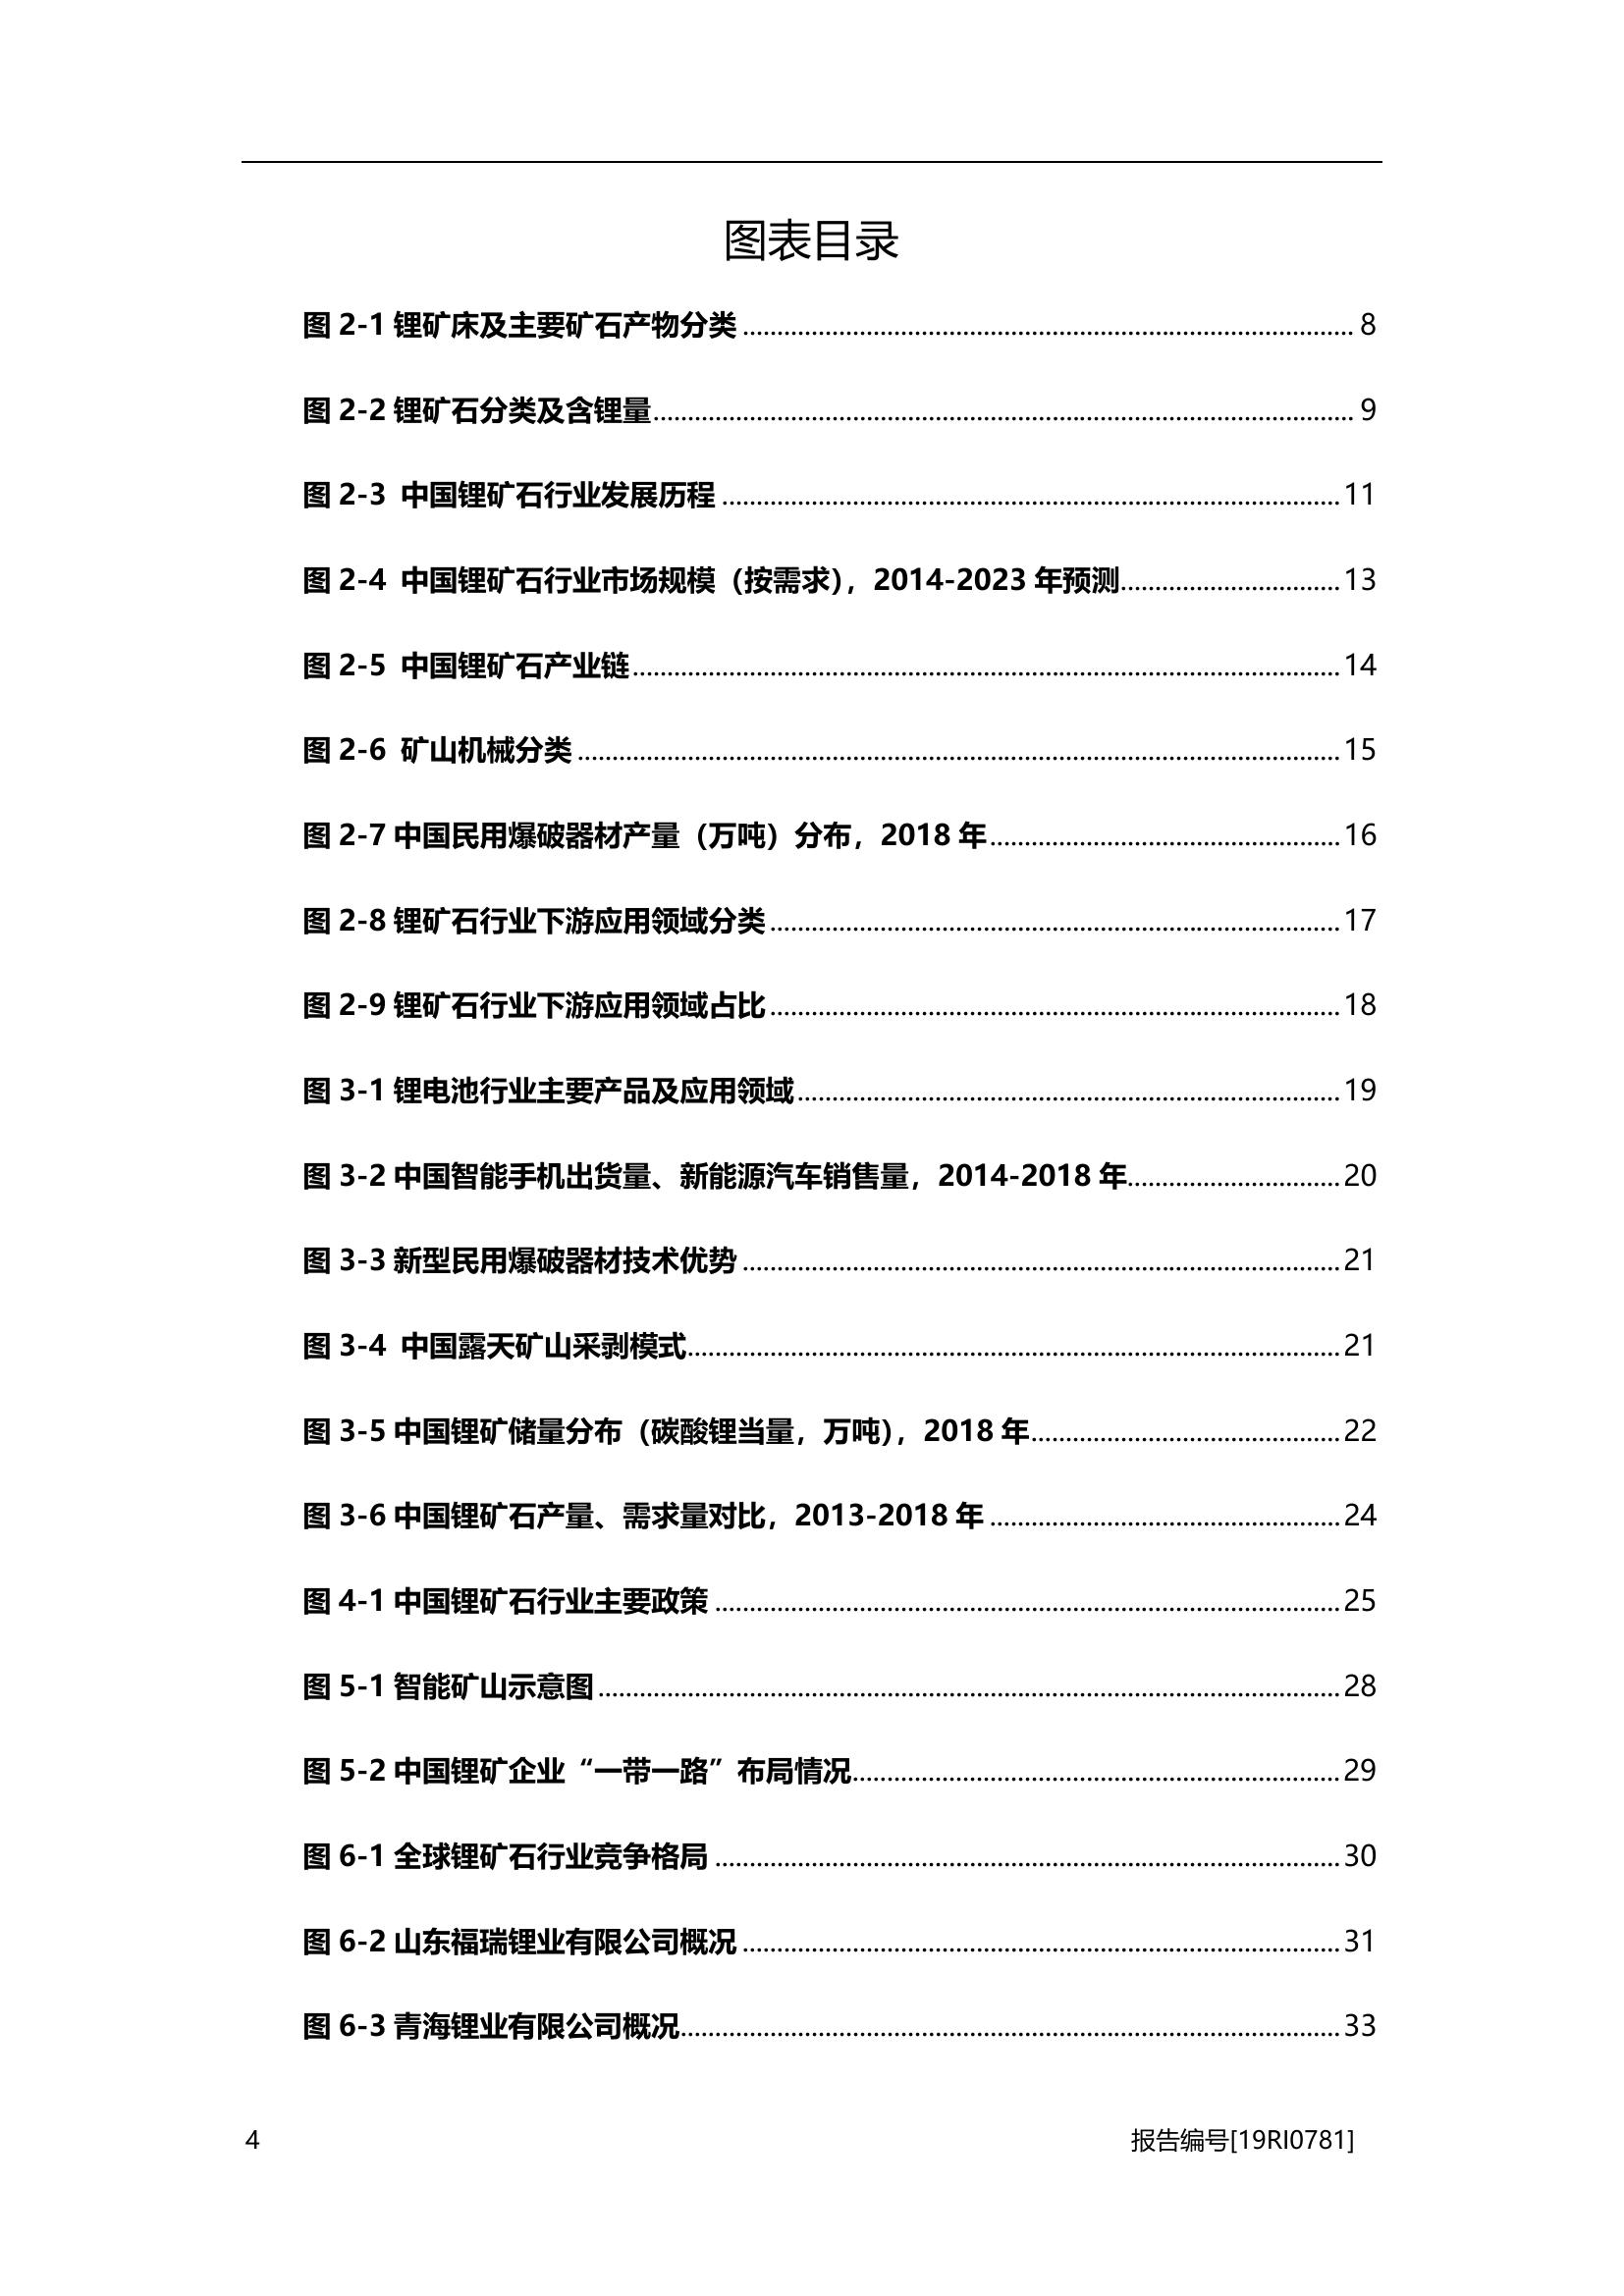 图表目录
图 2-1 锂矿床及主要矿石产物分类 ........ 8
图 2-2 锂矿石分类及含锂量 ........ 9
图 2-3 中国锂矿石行业发展历程 ........ 11
图 2-4 中国锂矿石行业市场规模（按需求），2014-2023 年预测 ........ 13
图 2-5 中国锂矿石产业链 ........ 14
图 2-6 矿山机械分类 ........ 15
图 2-7 中国民用爆破器材产量（万吨）分布，2018 年 ........ 16
图 2-8 锂矿石行业下游应用领域分类 ........ 17
图 2-9 锂矿石行业下游应用领域占比 ........ 18
图 3-1 锂电池行业主要产品及应用领域 ........ 19
图 3-2 中国智能手机出货量、新能源汽车销售量，2014-2018 年 ........ 20
图 3-3 新型民用爆破器材技术优势 ........ 21
图 3-4 中国露天矿山采剥模式 ........ 21
图 3-5 中国锂矿储量分布（碳酸锂当量，万吨），2018 年 ........ 22
图 3-6 中国锂矿石产量、需求量对比，2013-2018 年 ........ 24
图 4-1 中国锂矿石行业主要政策 ........ 25
图 5-1 智能矿山示意图 ........ 28
图 5-2 中国锂矿企业“一带一路”布局情况 ........ 29
图 6-1 全球锂矿石行业竞争格局 ........ 30
图 6-2 山东福瑞锂业有限公司概况 ........ 31
图 6-3 青海锂业有限公司概况 ........ 33
4 报告编号[19RI0781]